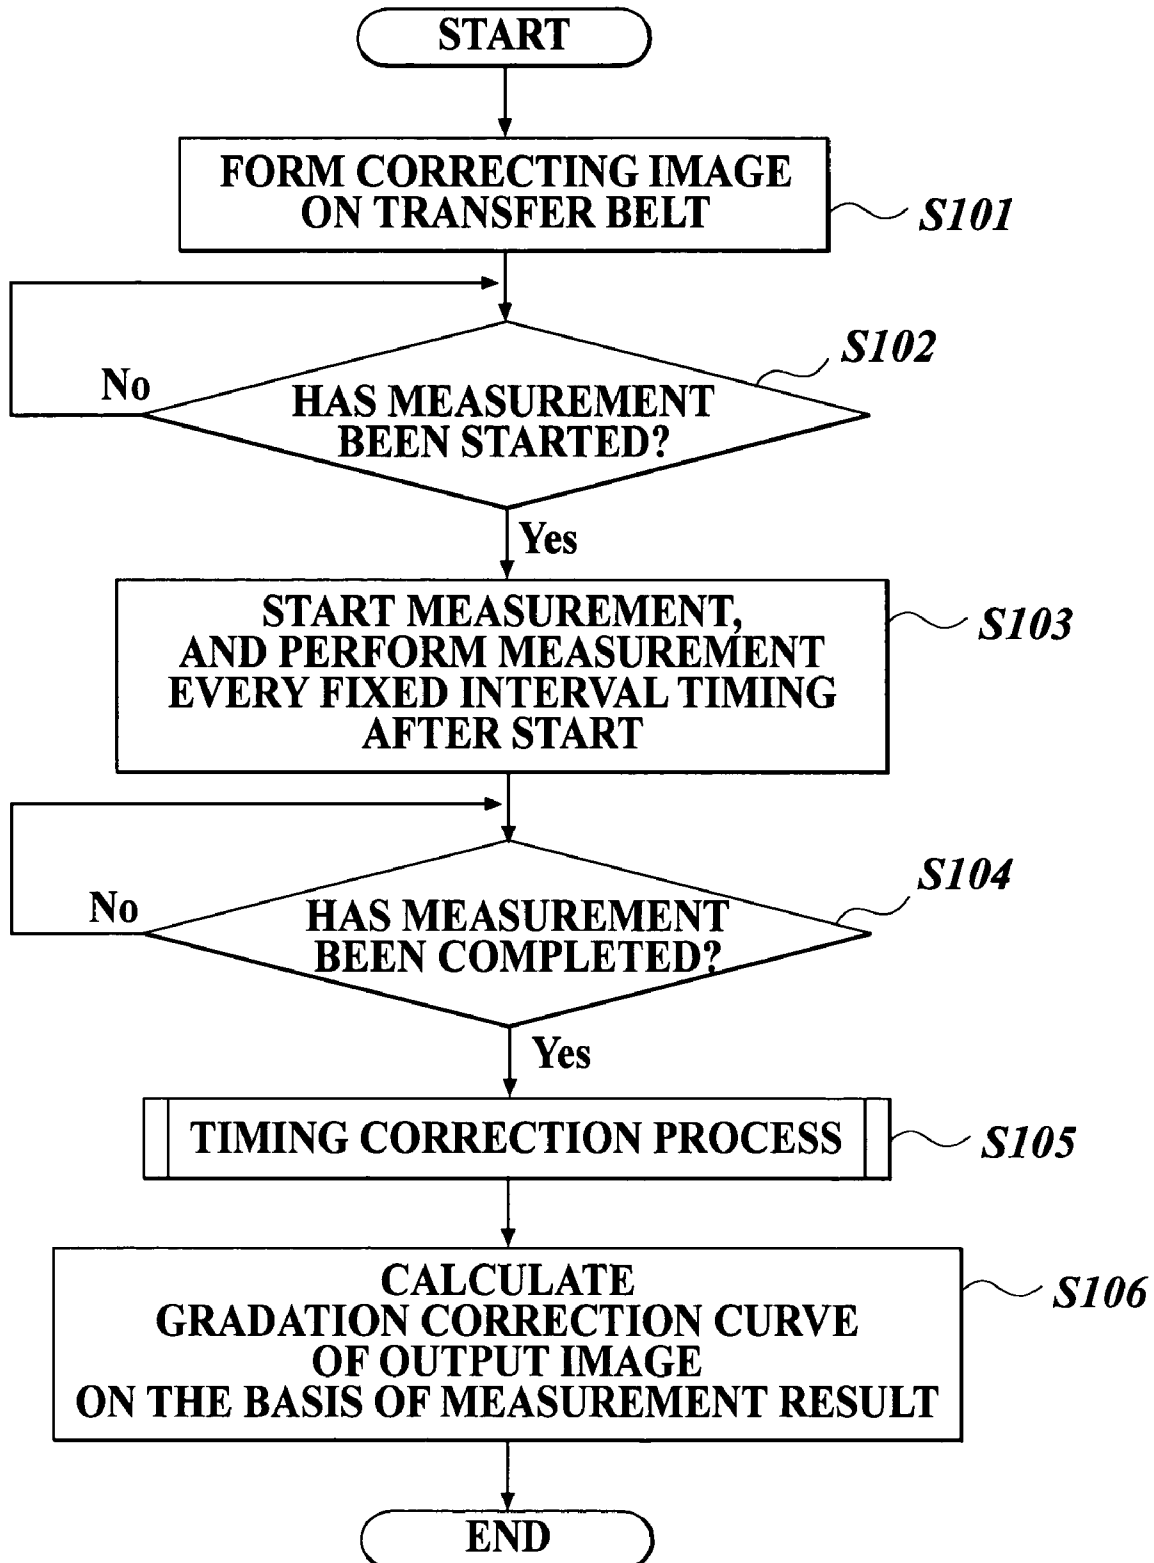 START
FORM CORRECTING IMAGE
ON TRANSFER BELT
S101
S102
No
HAS MEASUREMENT
BEEN STARTED?
Yes
START MEASUREMENT,
AND PERFORM MEASUREMENT
EVERY FIXED INTERVAL TIMING
AFTER START
S103
S104
No
HAS MEASUREMENT
BEEN COMPLETED?
Yes
TIMING CORRECTION PROCESS
S105
CALCULATE
GRADATION CORRECTION CURVE
OF OUTPUT IMAGE
ON THE BASIS OF MEASUREMENT RESULT
S106
END